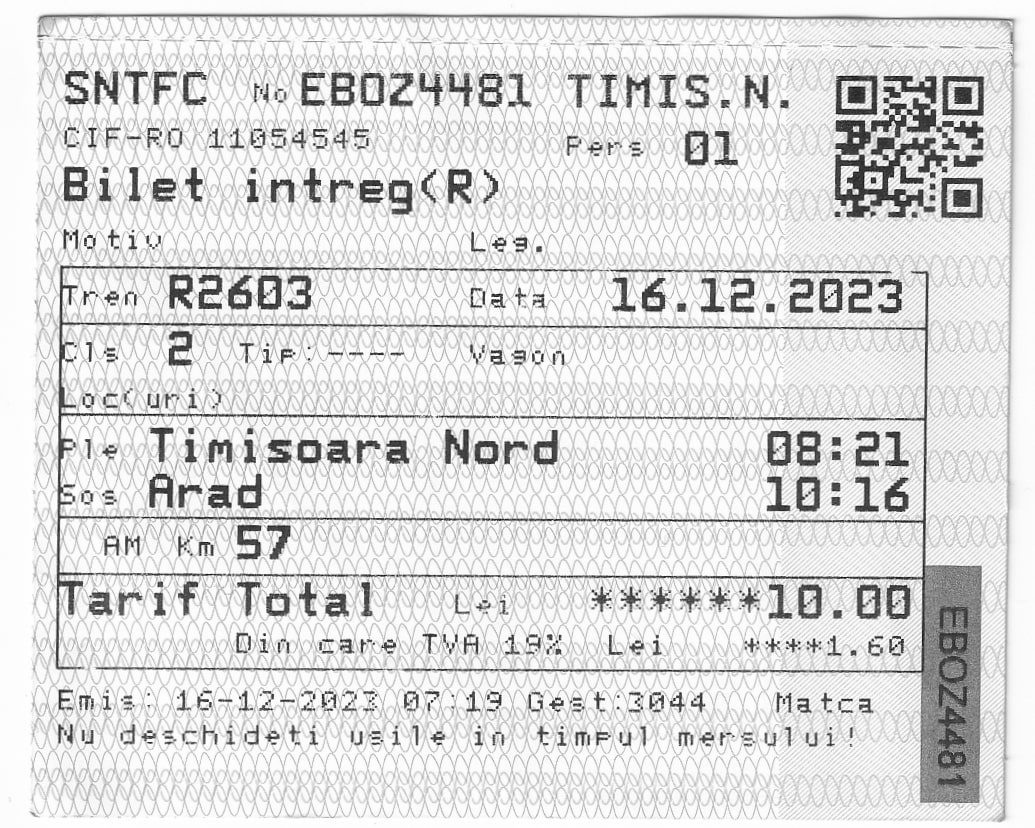 SNTFC No EBOZ4481 TIMIS.N.
CIF-RO 11054545 Pers 01
Bilet intreg(R)
Motiv Leg.
Tren R2603 Data 16.12.2023
Cls 2 Tip:---- Vagon
Loc(uri)
Ple Timisoara Nord 08:21
Sos Arad 10:16
AM Km 57
Tarif Total Lei ******10.00
Din care TVA 19% Lei ****1.60
Emis: 16-12-2023 07:19 Gest:3044 Matca
Nu deschideti usile in timpul mersului!
EBOZ4481